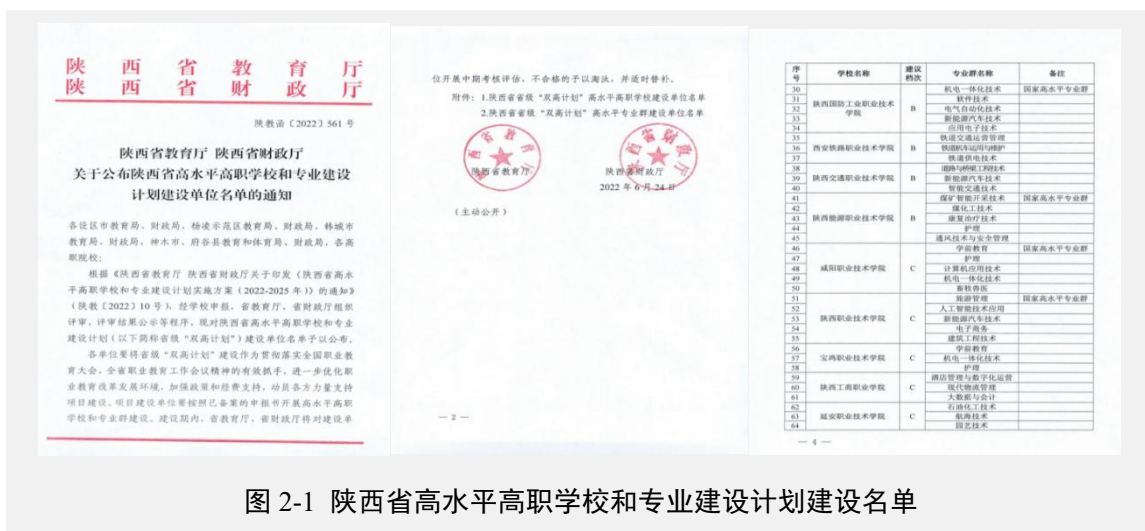 陕西省教育厅
陕西省财政厅
陕教函〔2022〕561 号
陕西省教育厅 陕西省财政厅
关于公布陕西省高水平高职学校和专业建设
计划建设单位名单的通知
各设区市教育局、财政局，杨凌示范区教育局、财政局，韩城市
教育局、财政局，神木市、府谷县教育和体育局、财政局，各高
职院校：
根据《陕西省教育厅 陕西省财政厅关于印发〈陕西省高水
平高职学校和专业建设计划实施方案（2022-2025 年）〉的通知》
（陕教〔2022〕10 号），经学校申报，省教育厅、省财政厅组织
评审、评审结果公示等程序，现对陕西省高水平高职学校和专业
建设计划（以下简称省级“双高计划”）建设单位名单予以公布。
各单位要将省级“双高计划”建设作为贯彻落实全国职业教
育大会、全省职业教育工作会议精神的有效抓手，进一步优化职
业教育改革发展环境，加强政策和经费支持，动员各方力量支持
项目建设。项目建设单位要按照已备案的申报书开展高水平高职
学校和专业群建设。建设期内，省教育厅、省财政厅将对建设单
位开展中期考核评估，不合格的予以淘汰，并适时替补。
附件：1.陕西省省级“双高计划”高水平高职学校建设单位名单
2.陕西省省级“双高计划”高水平专业群建设单位名单
陕西省教育厅 陕西省财政厅
2022 年 6 月 24 日
（主动公开）
— 2 —
序号 学校名称 建议档次 专业群名称 备注
30 机电一体化技术 国家高水平专业群
31 软件技术
32 陕西国防工业职业技术学院 B 电气自动化技术
33 新能源汽车技术
34 应用电子技术
35 铁道交通运营管理
36 西安铁路职业技术学院 B 铁道机车运用与维护
37 铁道供电技术
38 道路与桥梁工程技术
39 陕西交通职业技术学院 B 新能源汽车技术
40 智能交通技术
41 煤矿智能开采技术 国家高水平专业群
42 煤化工技术
43 陕西能源职业技术学院 B 康复治疗技术
44 护理
45 通风技术与安全管理
46 学前教育 国家高水平专业群
47 护理
48 咸阳职业技术学院 C 计算机应用技术
49 机电一体化技术
50 畜牧兽医
51 旅游管理 国家高水平专业群
52 人工智能技术应用
53 陕西职业技术学院 C 新能源汽车技术
54 电子商务
55 建筑工程技术
56 学前教育
57 宝鸡职业技术学院 C 机电一体化技术
58 护理
59 酒店管理与数字化运营
60 陕西工商职业学院 C 现代物流管理
61 大数据与会计
62 石油化工技术
63 延安职业技术学院 C 航海技术
64 园艺技术
— 4 —
图 2-1 陕西省高水平高职学校和专业建设计划建设名单